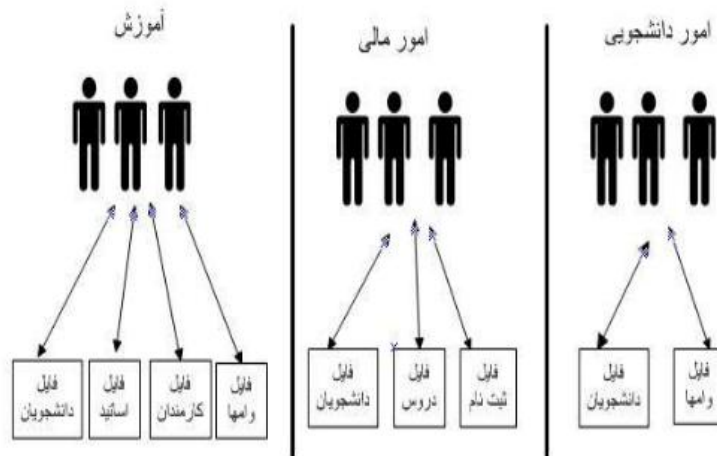 امور دانشجویی
امور مالی
آموزش
فایل
دانشجویان
فایل
وامها
فایل
دانشجویان
فایل
دروس
فایل
ثبت نام
فایل
دانشجویان
فایل
اساتید
فایل
کارمندان
فایل
وامها